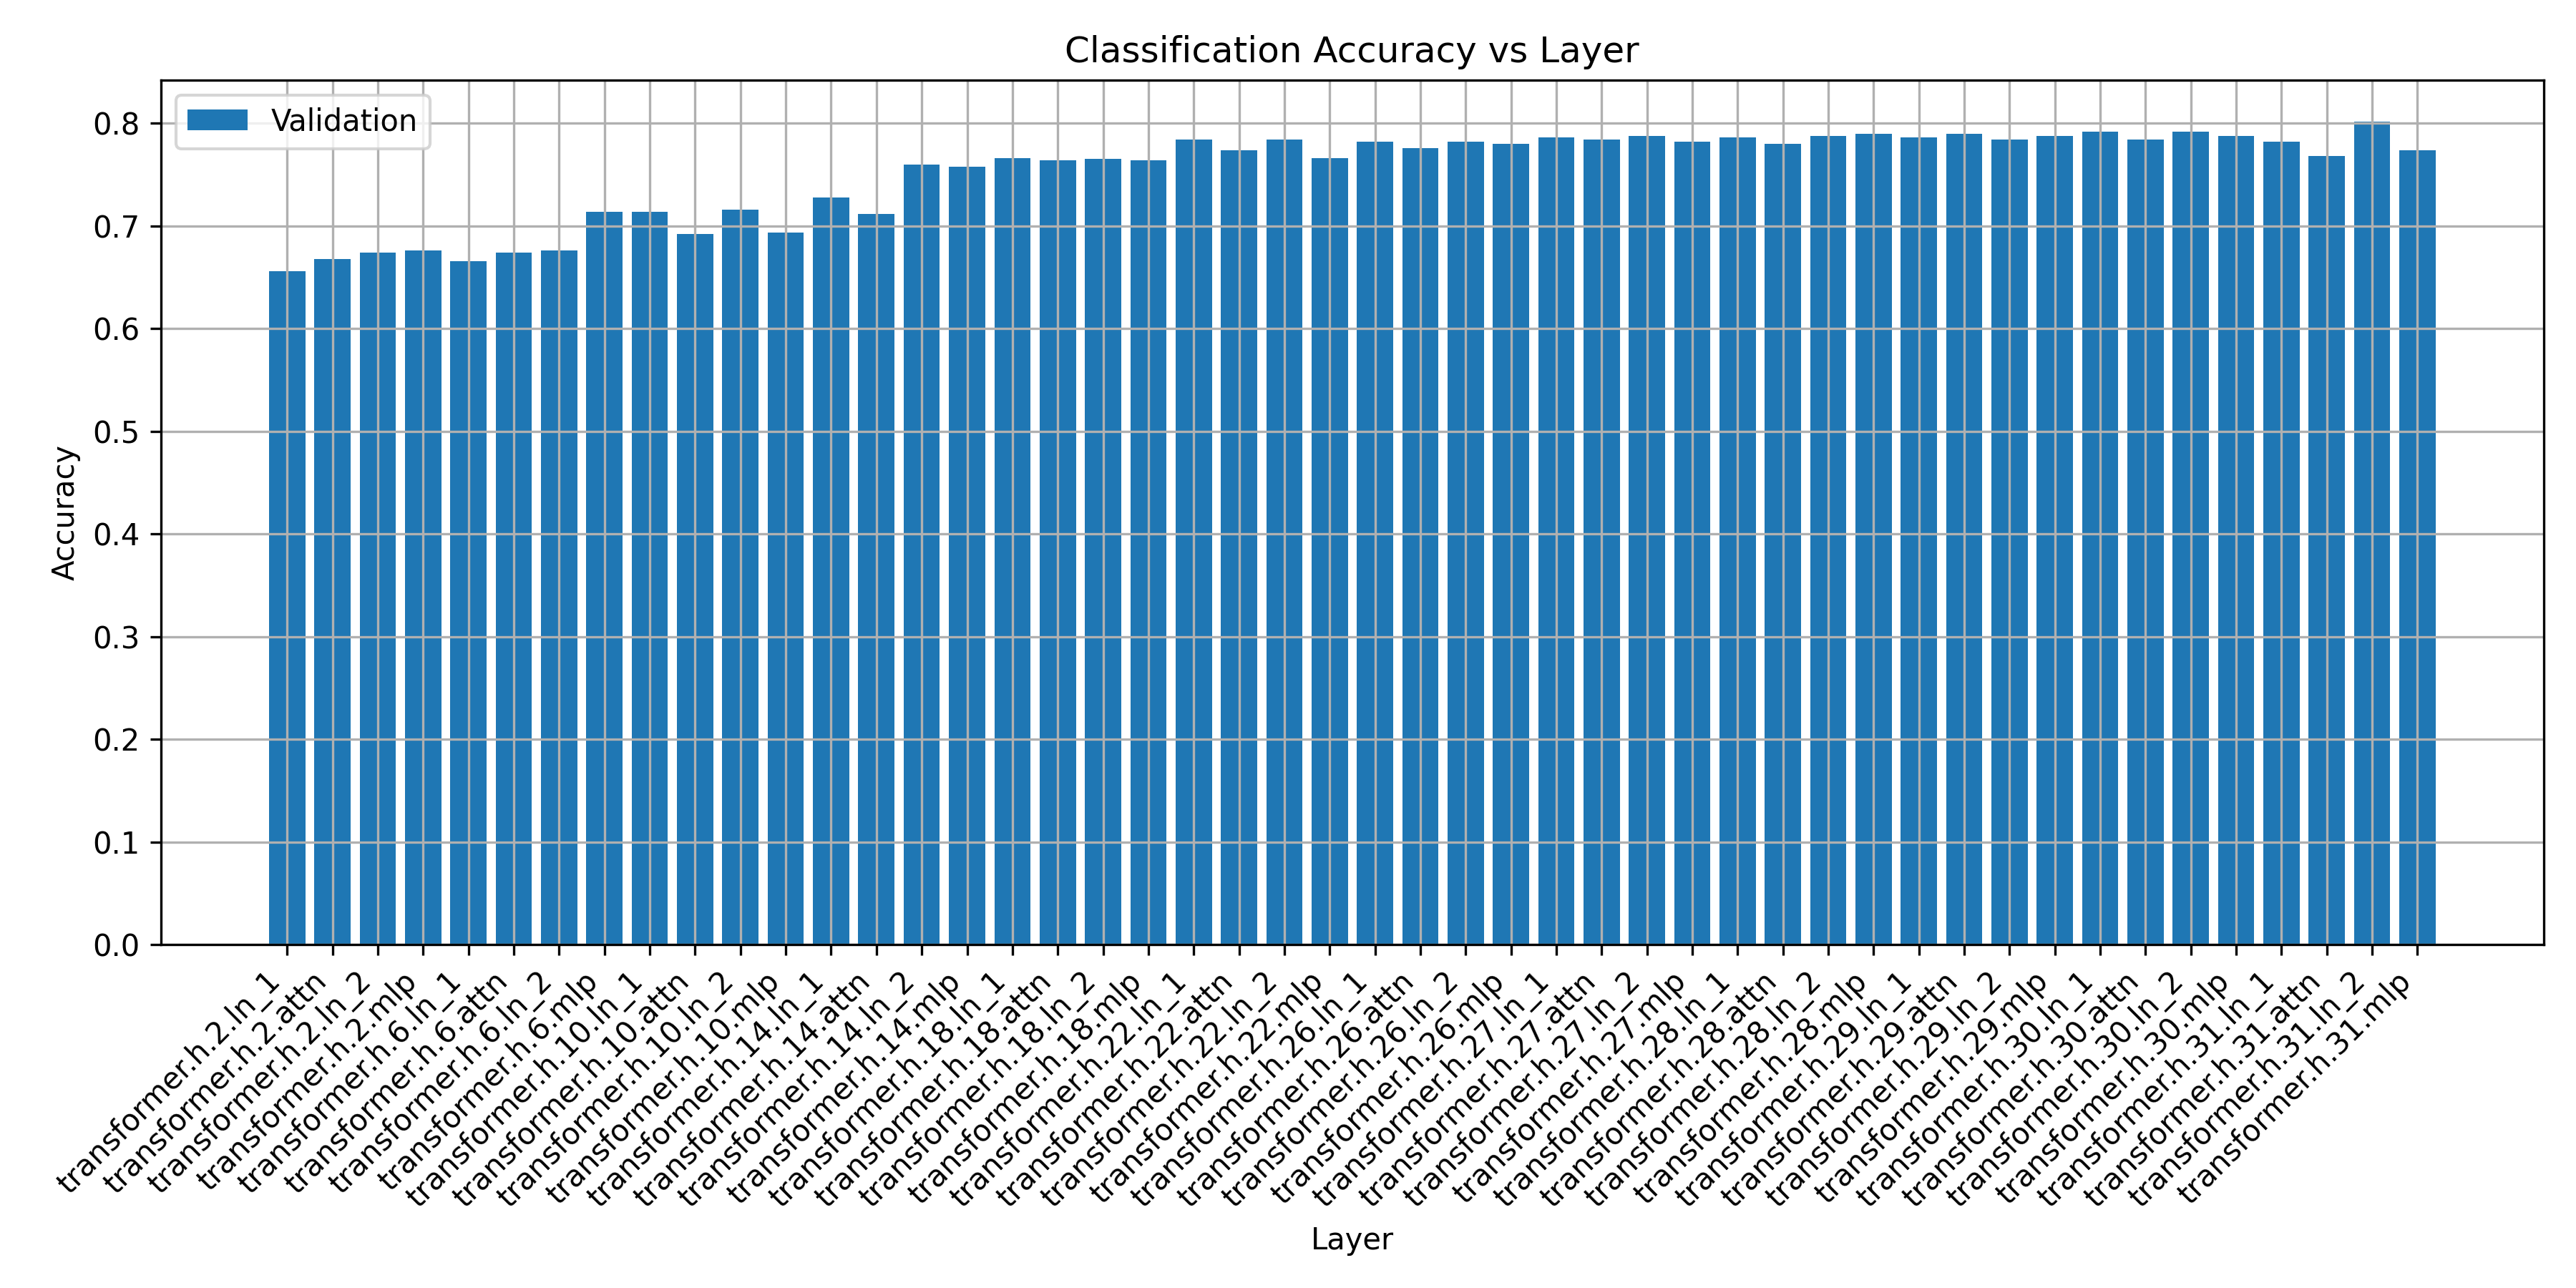 Classification Accuracy vs Layer
Validation
0.8
0.7
0.6
0.5
0.4
0.3
0.2
0.1
0.0
Accuracy
transformer.h.2.ln_1
transformer.h.2.attn
transformer.h.2.ln_2
transformer.h.2.mlp
transformer.h.6.ln_1
transformer.h.6.attn
transformer.h.6.ln_2
transformer.h.6.mlp
transformer.h.10.ln_1
transformer.h.10.attn
transformer.h.10.ln_2
transformer.h.10.mlp
transformer.h.14.ln_1
transformer.h.14.attn
transformer.h.14.ln_2
transformer.h.14.mlp
transformer.h.18.ln_1
transformer.h.18.attn
transformer.h.18.ln_2
transformer.h.18.mlp
transformer.h.22.ln_1
transformer.h.22.attn
transformer.h.22.ln_2
transformer.h.22.mlp
transformer.h.26.ln_1
transformer.h.26.attn
transformer.h.26.ln_2
transformer.h.26.mlp
transformer.h.27.ln_1
transformer.h.27.attn
transformer.h.27.ln_2
transformer.h.27.mlp
transformer.h.28.ln_1
transformer.h.28.attn
transformer.h.28.ln_2
transformer.h.28.mlp
transformer.h.29.ln_1
transformer.h.29.attn
transformer.h.29.ln_2
transformer.h.29.mlp
transformer.h.30.ln_1
transformer.h.30.attn
transformer.h.30.ln_2
transformer.h.30.mlp
transformer.h.31.ln_1
transformer.h.31.attn
transformer.h.31.ln_2
transformer.h.31.mlp
Layer